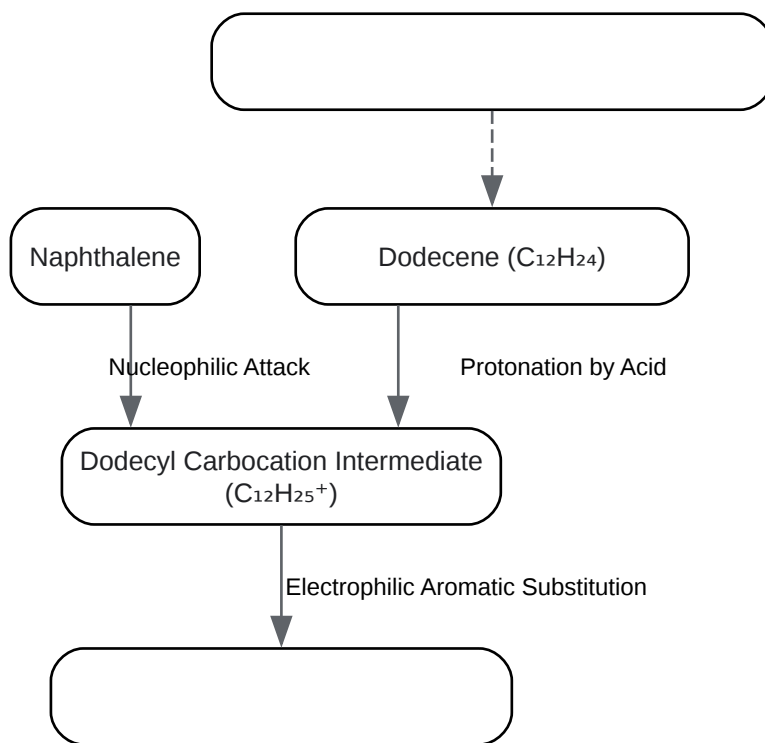 Naphthalene
Dodecene (C₁₂H₂₄)
Nucleophilic Attack
Protonation by Acid
Dodecyl Carbocation Intermediate
(C₁₂H₂₅⁺)
Electrophilic Aromatic Substitution